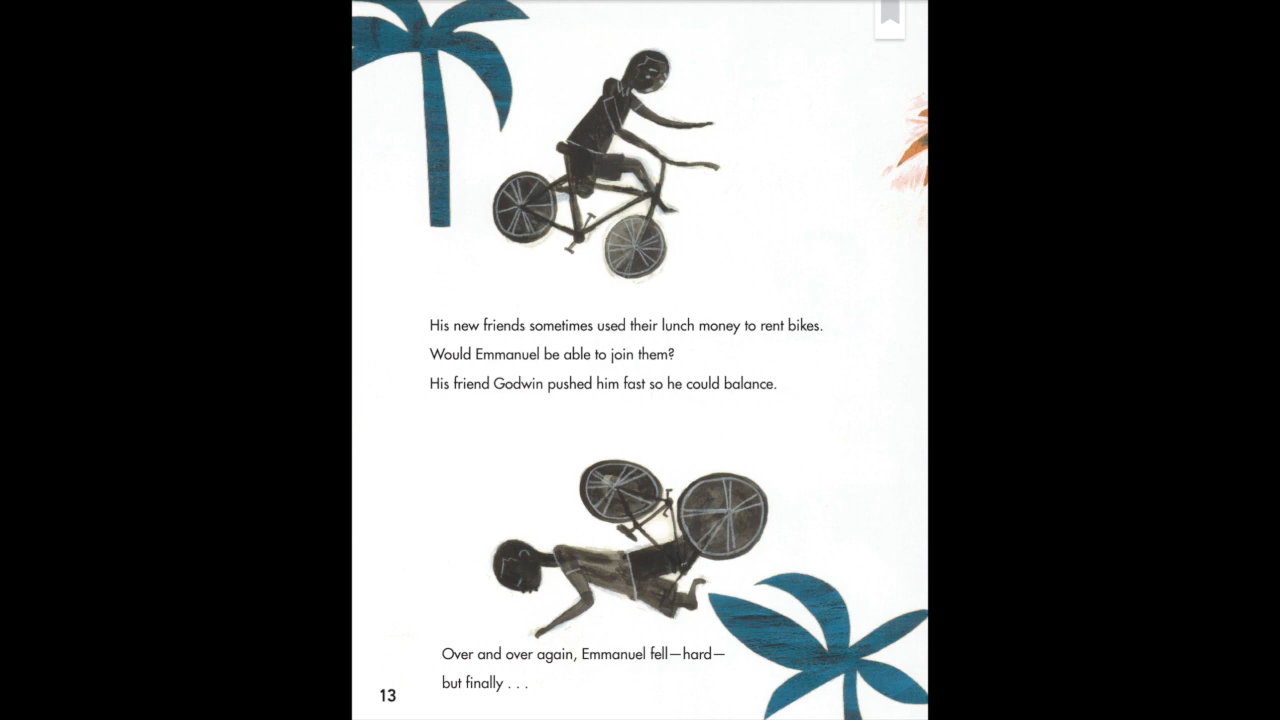 His new friends sometimes used their lunch money to rent bikes.
Would Emmanuel be able to join them?
His friend Godwin pushed him fast so he could balance.
Over and over again, Emmanuel fell—hard—
but finally . . .
13